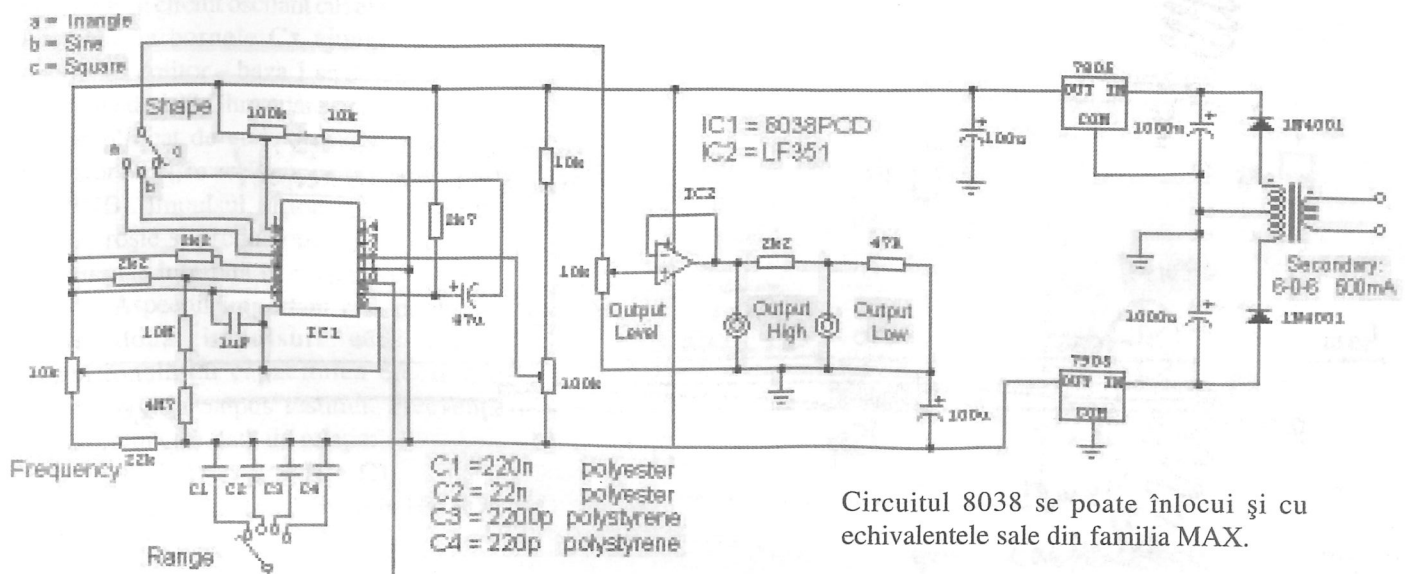 a = Inangle
b = Sine
c = Square
Shape
a
c
b
100k
10k
2k2
2k2
10M
1uF
IC1
10k
4M7
22k
Frequency
C1
C2
C3
C4
Range
14
2k7
47u
10k
100k
C1 =220n polyester
C2 = 22n polyester
C3 = 2200p polystyrene
C4 = 220p polystyrene
IC1 = 8038PCD
IC2 = LF351
IC2
10k
Output
Level
2k2
47R
Output
High
Output
Low
100u
100u
7805
OUT IN
COM
1000u
1N4001
Secondary:
6-0-6 500mA
1000u
1N4001
7905
OUT IN
COM
Circuitul 8038 se poate înlocui şi cu
echivalentele sale din familia MAX.